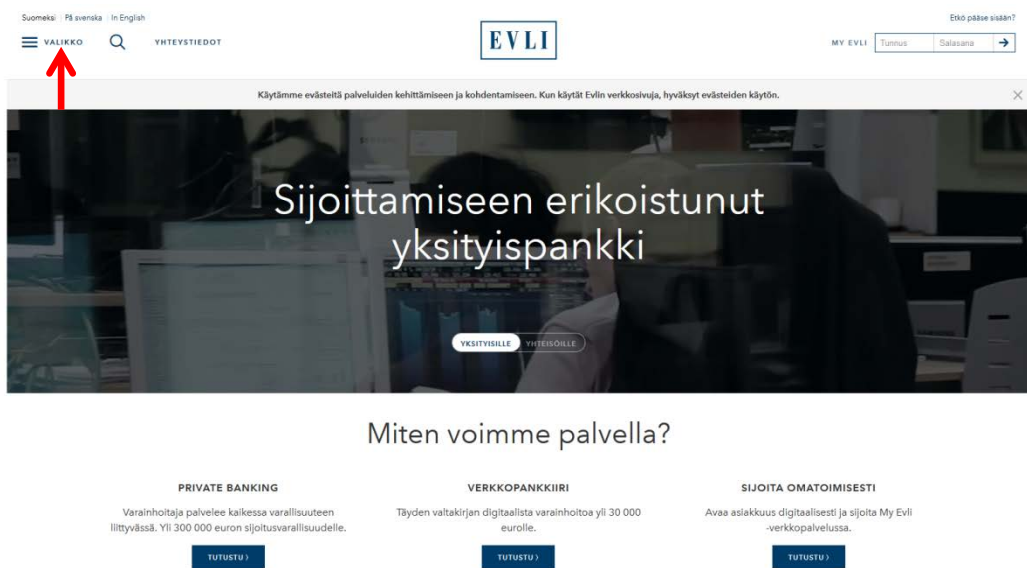 Suomeksi | På svenska | In English
Etkö pääse sisään?
VALIKKO
YHTEYSTIEDOT
EVLI
MY EVLI
Tunnus
Salasana
Käytämme evästeitä palveluiden kehittämiseen ja kohdentamiseen. Kun käytät Evlin verkkosivuja, hyväksyt evästeiden käytön.
Sijoittamiseen erikoistunut
yksityispankki
YKSITYISILLE
YHTEISÖILLE
Miten voimme palvella?
PRIVATE BANKING
Varainhoitaja palvelee kaikessa varallisuuteen
liittyvässä. Yli 300 000 euron sijoitusvarallisuudelle.
TUTUSTU ›
VERKKOPANKKIIRI
Täyden valtakirjan digitaalista varainhoitoa yli 30 000
eurolle.
TUTUSTU ›
SIJOITA OMATOIMISESTI
Avaa asiakkuus digitaalisesti ja sijoita My Evli
-verkkopalvelussa.
TUTUSTU ›